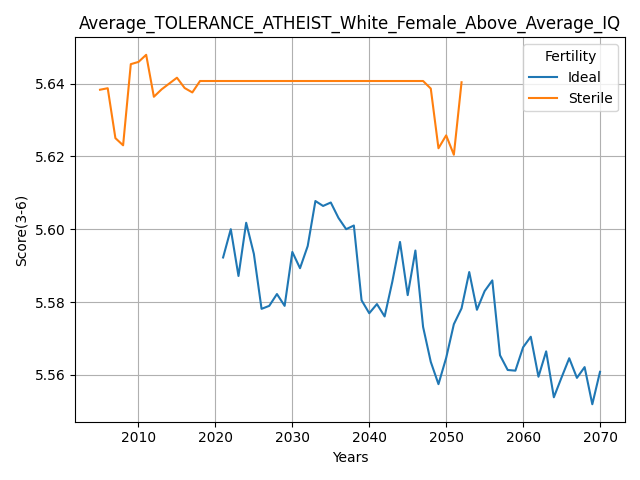 Average_TOLERANCE_ATHEIST_White_Female_Above_Average_IQ
Fertility
Ideal
Sterile
Score(3-6)
5.64
5.62
5.60
5.58
5.56
2010 2020 2030 2040 2050 2060 2070
Years